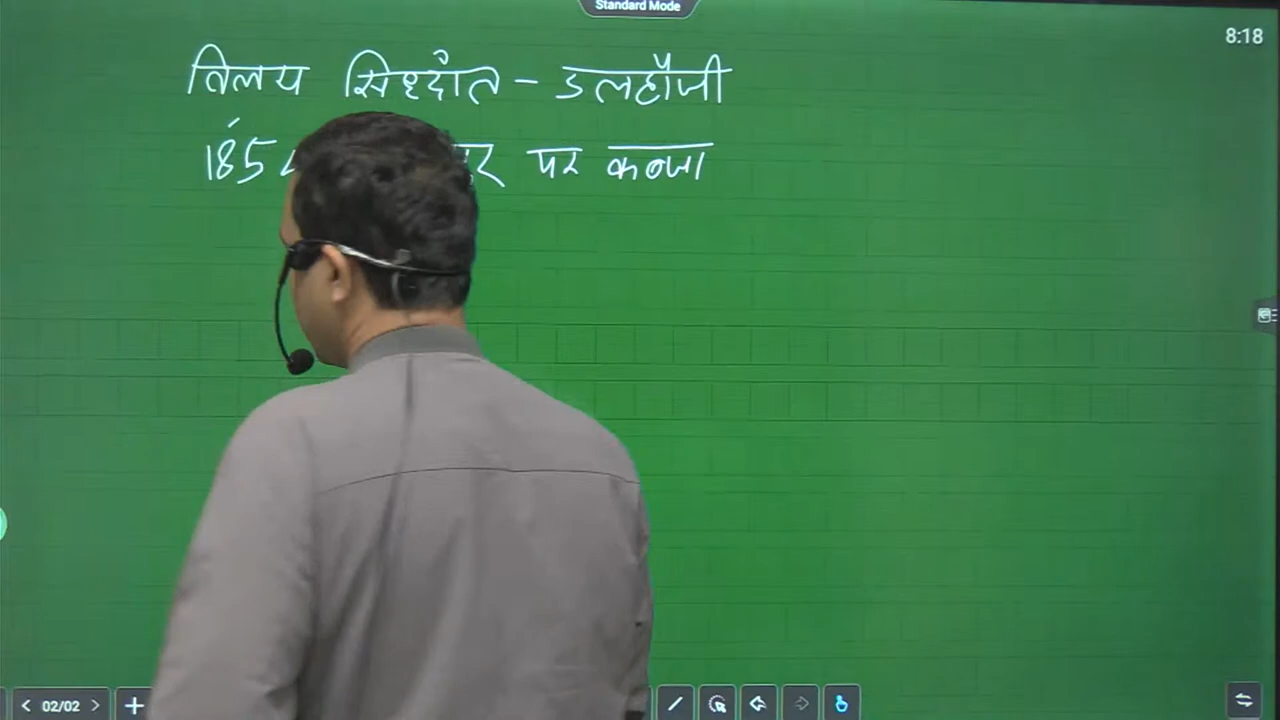 Standard Mode
8:18
विलय सिध्दाँत - डलहौजी
185 पर कब्जा
02/02